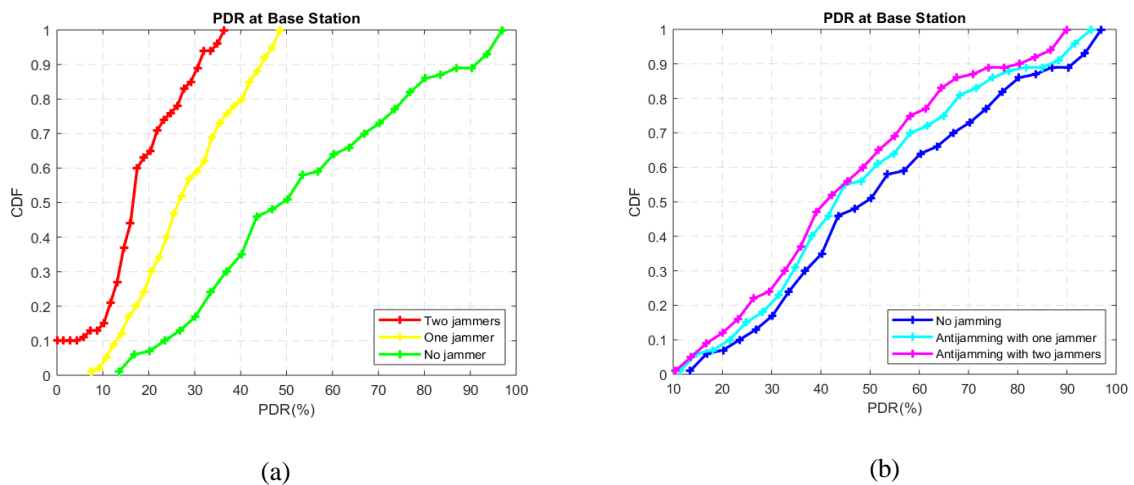 PDR at Base Station
1
0.9
0.8
0.7
0.6
0.5
0.4
0.3
0.2
0.1
0
CDF
0 10 20 30 40 50 60 70 80 90 100
PDR(%)
Two jammers
One jammer
No jammer
(a)
PDR at Base Station
1
0.9
0.8
0.7
0.6
0.5
0.4
0.3
0.2
0.1
0
CDF
10 20 30 40 50 60 70 80 90 100
PDR(%)
No jamming
Antijamming with one jammer
Antijamming with two jammers
(b)